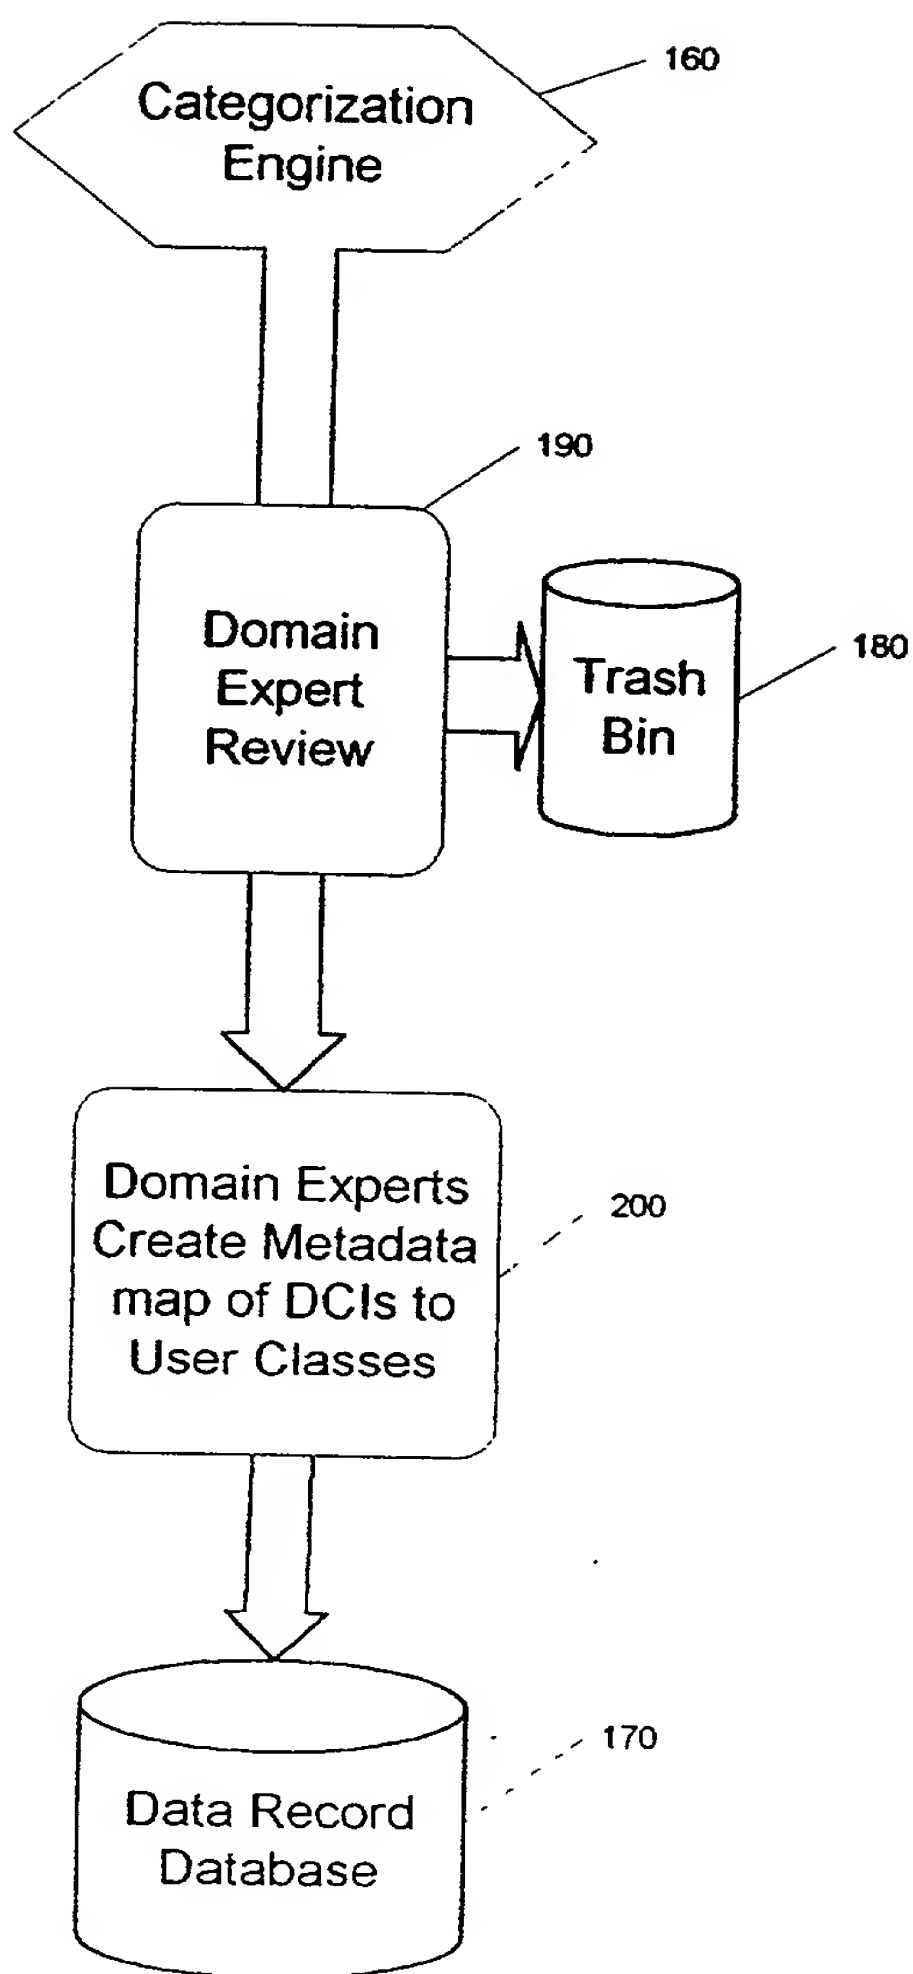 Categorization
Engine
160
190
Domain
Expert
Review
Trash
Bin
180
Domain Experts
Create Metadata
map of DCIs to
User Classes
200
170
Data Record
Database